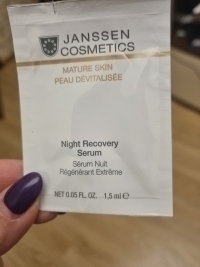 JANSSEN
COSMETICS
MATURE SKIN
PEAU DÉVITALISÉE
Night Recovery
Serum
Sérum Nuit
Régénérant Extrême
NET 0.05 FL. OZ. 1,5 ml ℮